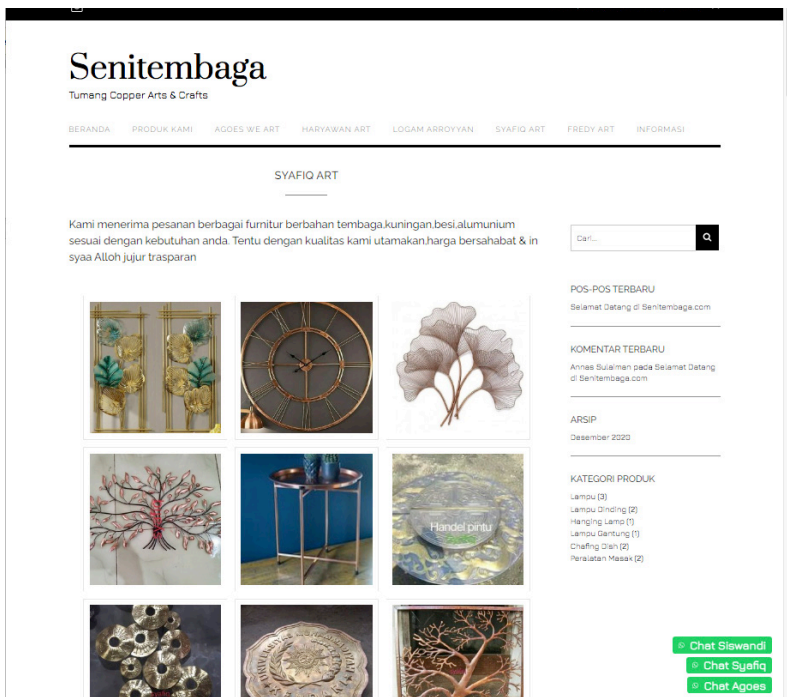 Senitembaga
Tumang Copper Arts & Crafts
BERANDA PRODUK KAMI AGOES WE ART HARYAWAN ART LOGAM ARROYYAN SYAFIQ ART FREDY ART INFORMASI
SYAFIQ ART
Kami menerima pesanan berbagai furnitur berbahan tembaga,kuningan,besi,alumunium
sesuai dengan kebutuhan anda. Tentu dengan kualitas kami utamakan,harga bersahabat & in
syaa Alloh jujur trasparan
Cari...
POS-POS TERBARU
Selamat Datang di Senitembaga.com
KOMENTAR TERBARU
Annas Sulaiman pada Selamat Datang
di Senitembaga.com
ARSIP
Desember 2020
KATEGORI PRODUK
Lampu (3)
Lampu Dinding (2)
Hanging Lamp (1)
Lampu Gantung (1)
Chafing Dish (2)
Peralatan Masak (2)
Handel pintu
Chat Siswandi
Chat Syafiq
Chat Agoes